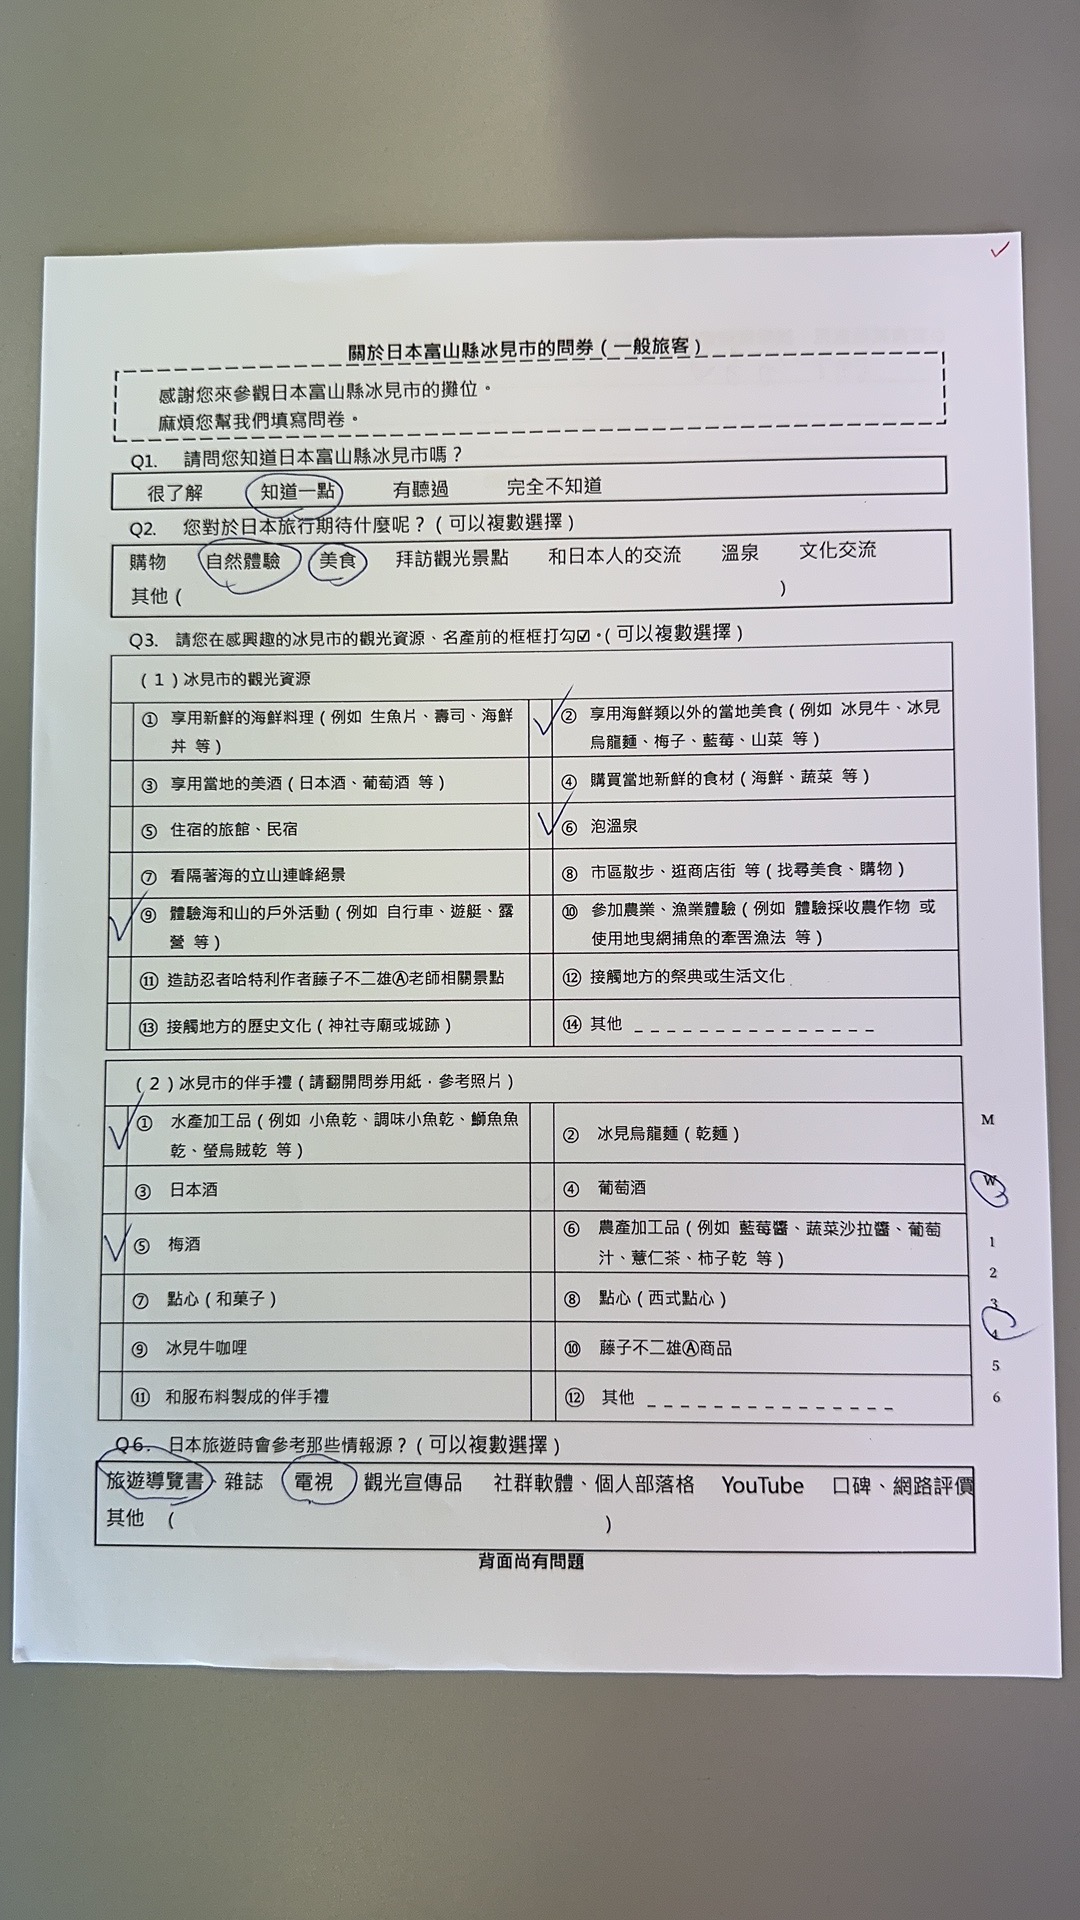 關於日本富山縣冰見市的問券(一般旅客)
感謝您來參觀日本富山縣冰見市的攤位。
麻煩您幫我們填寫問卷。
Q1. 請問您知道日本富山縣冰見市嗎？
很了解 知道一點 有聽過 完全不知道
Q2. 您對於日本旅行期待什麼呢？(可以複數選擇)
購物 自然體驗 美食 拜訪觀光景點 和日本人的交流 溫泉 文化交流
其他( )
Q3. 請您在感興趣的冰見市的觀光資源、名產前的框框打勾☑。(可以複數選擇)
(1)冰見市的觀光資源
① 享用新鮮的海鮮料理(例如 生魚片、壽司、海鮮
丼 等)
② 享用海鮮類以外的當地美食(例如 冰見牛、冰見
烏龍麵、梅子、藍莓、山菜 等)
③ 享用當地的美酒(日本酒、葡萄酒 等)
④ 購買當地新鮮的食材(海鮮、蔬菜 等)
⑤ 住宿的旅館、民宿
⑥ 泡溫泉
⑦ 看隔著海的立山連峰絕景
⑧ 市區散步、逛商店街 等(找尋美食、購物)
⑨ 體驗海和山的戶外活動(例如 自行車、遊艇、露
營 等)
⑩ 參加農業、漁業體驗(例如 體驗採收農作物 或
使用地曳網捕魚的牽罟漁法 等)
⑪ 造訪忍者哈特利作者藤子不二雄Ⓐ老師相關景點
⑫ 接觸地方的祭典或生活文化
⑬ 接觸地方的歷史文化(神社寺廟或城跡)
⑭ 其他 _ _ _ _ _ _ _ _ _ _ _ _ _ _ _
(2)冰見市的伴手禮(請翻開問券用紙．參考照片)
① 水產加工品(例如 小魚乾、調味小魚乾、鰤魚魚
乾、螢烏賊乾 等)
② 冰見烏龍麵(乾麵)
M
③ 日本酒
④ 葡萄酒
W
⑤ 梅酒
⑥ 農產加工品(例如 藍莓醬、蔬菜沙拉醬、葡萄
汁、薏仁茶、柿子乾 等)
1
2
⑦ 點心(和菓子)
⑧ 點心(西式點心)
3
4
⑨ 冰見牛咖哩
⑩ 藤子不二雄Ⓐ商品
5
⑪ 和服布料製成的伴手禮
⑫ 其他 _ _ _ _ _ _ _ _ _ _ _ _ _ _ _
6
Q6. 日本旅遊時會參考那些情報源？(可以複數選擇)
旅遊導覽書、雜誌 電視 觀光宣傳品 社群軟體、個人部落格 YouTube 口碑、網路評價
其他 ( )
背面尚有問題